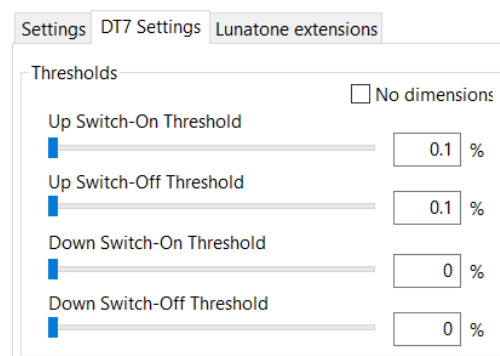 Settings DT7 Settings Lunatone extensions
Thresholds
No dimensions
Up Switch-On Threshold
0.1 %
Up Switch-Off Threshold
0.1 %
Down Switch-On Threshold
0 %
Down Switch-Off Threshold
0 %